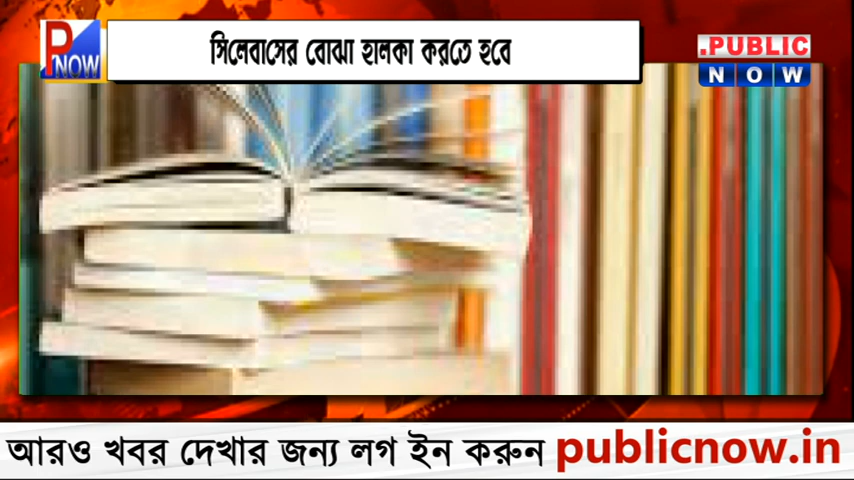 P NOW
সিলেবাসের বোঝা হালকা করতে হবে
.PUBLIC
NOW
আরও খবর দেখার জন্য লগ ইন করুন publicnow.in